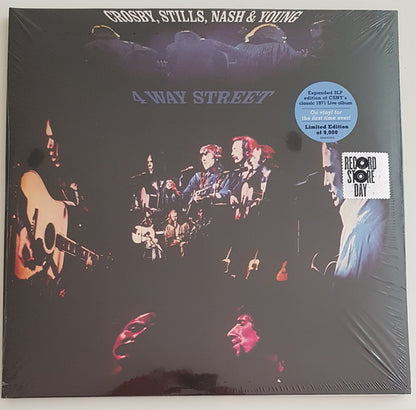 CROSBY, STILLS, NASH & YOUNG
4 WAY STREET
Expanded 3LP
edition of CSNY's
classic 1971 Live album
On vinyl for
the first time ever!
Limited Edition
of 9,000
RECORD
STORE
DAY